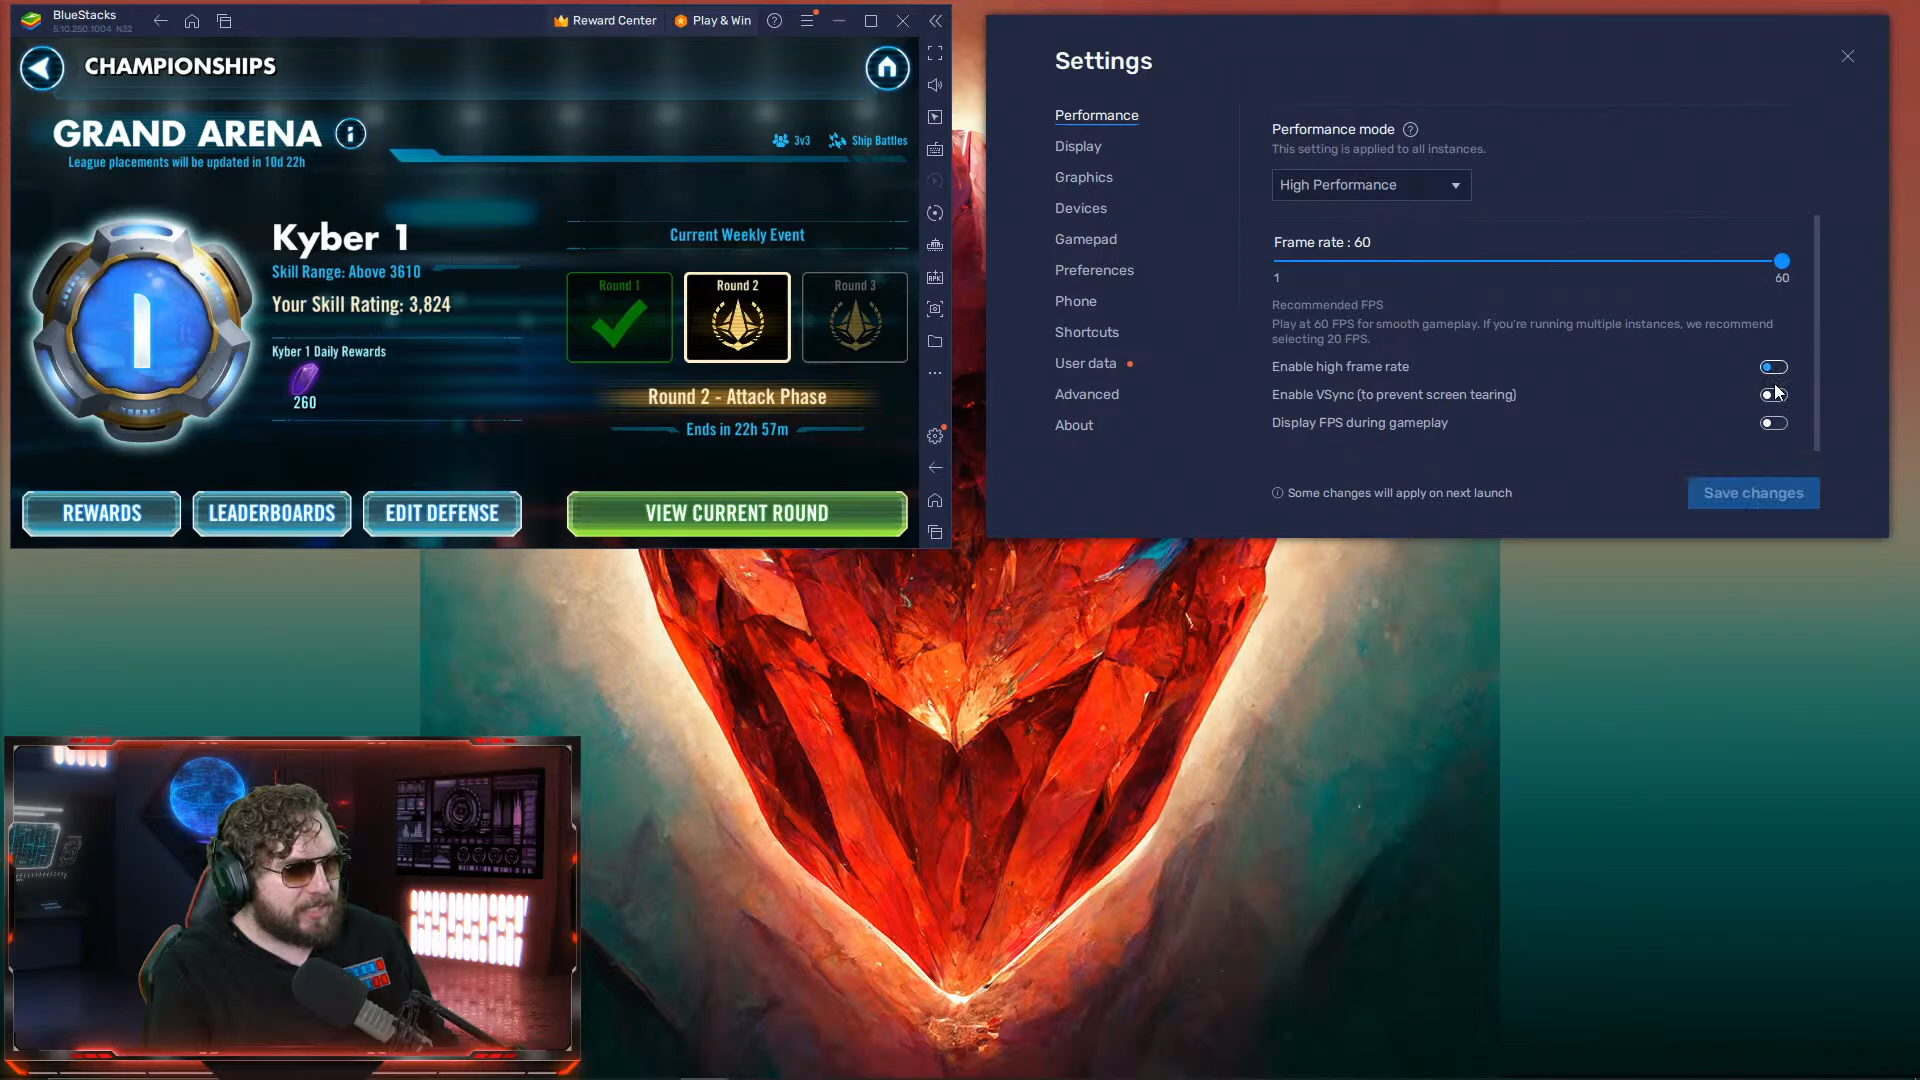 BlueStacks
5.10.250.1004 N32
Reward Center
Play & Win
CHAMPIONSHIPS
GRAND ARENA
League placements will be updated in 10d 22h
3v3
Ship Battles
Kyber 1
Skill Range: Above 3610
Your Skill Rating: 3,824
Kyber 1 Daily Rewards
260
Current Weekly Event
Round 1
Round 2
Round 3
Round 2 - Attack Phase
Ends in 22h 57m
REWARDS
LEADERBOARDS
EDIT DEFENSE
VIEW CURRENT ROUND
Settings
Performance
Display
Graphics
Devices
Gamepad
Preferences
Phone
Shortcuts
User data
Advanced
About
Performance mode
This setting is applied to all instances.
High Performance
Frame rate : 60
1
60
Recommended FPS
Play at 60 FPS for smooth gameplay. If you're running multiple instances, we recommend
selecting 20 FPS.
Enable high frame rate
Enable VSync (to prevent screen tearing)
Display FPS during gameplay
Some changes will apply on next launch
Save changes